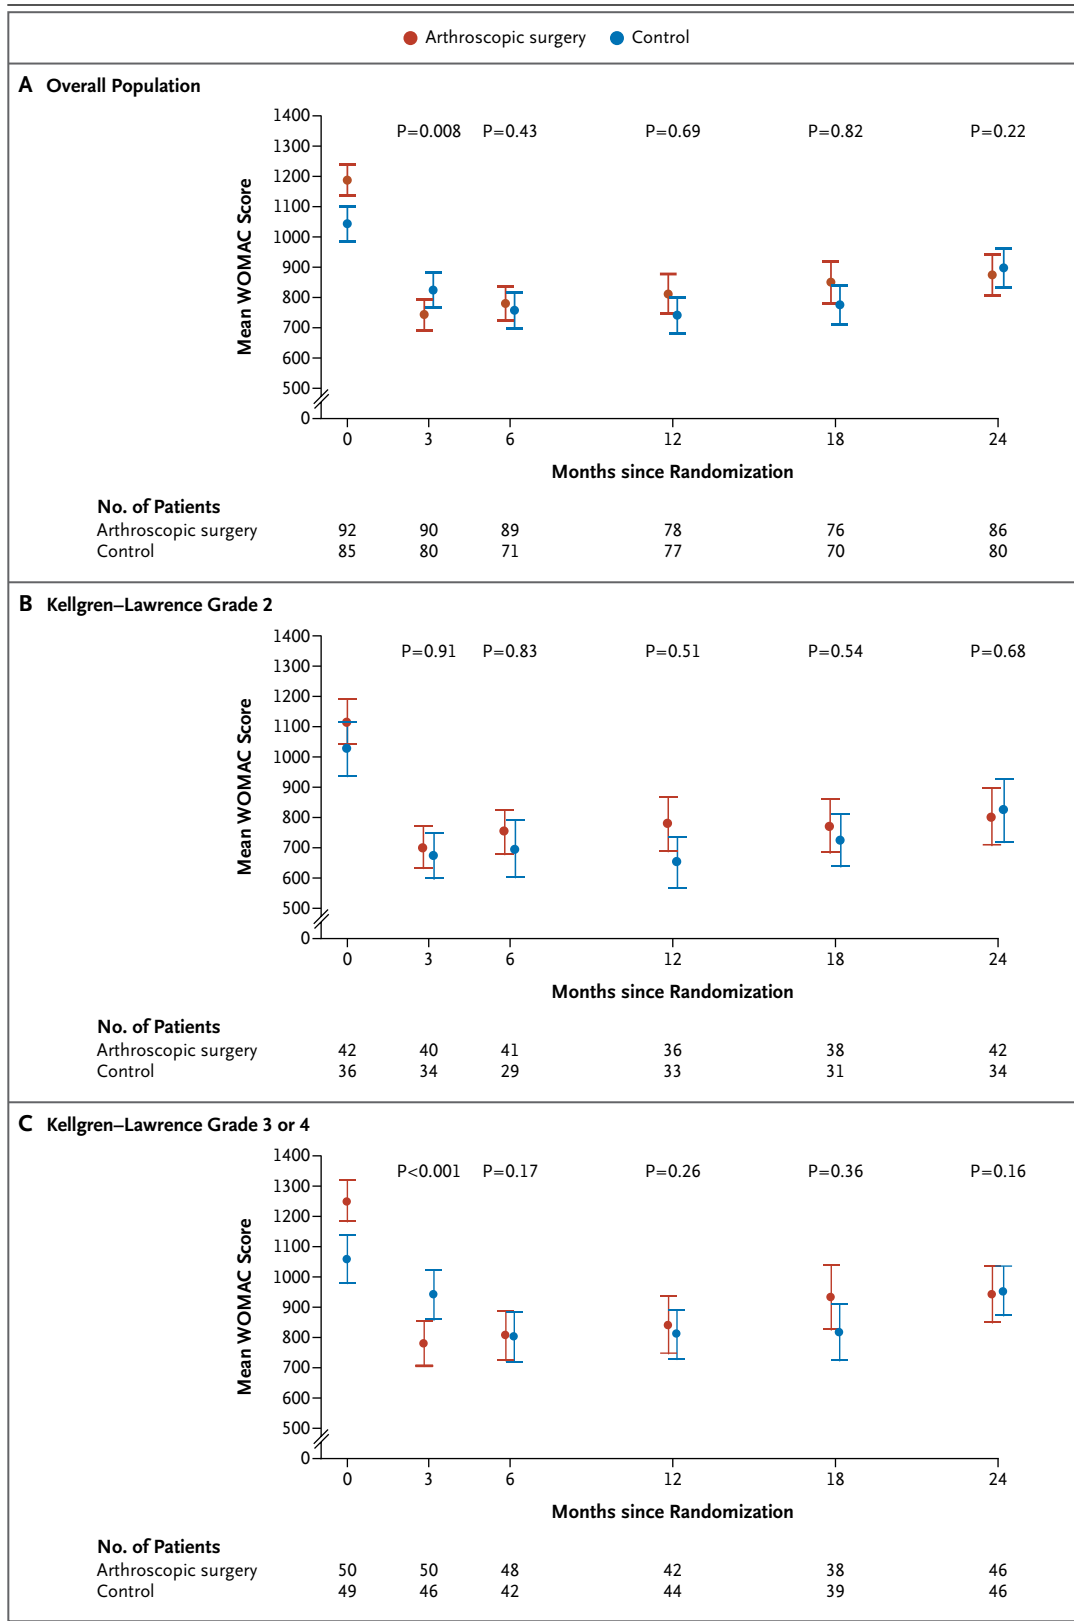 Arthroscopic surgery Control
A Overall Population
1400
1300
1200
1100
1000
900
800
700
600
500
0
Mean WOMAC Score
P=0.008 P=0.43 P=0.69 P=0.82 P=0.22
0 3 6 12 18 24
Months since Randomization
No. of Patients
Arthroscopic surgery 92 90 89 78 76 86
Control 85 80 71 77 70 80
B Kellgren–Lawrence Grade 2
1400
1300
1200
1100
1000
900
800
700
600
500
0
Mean WOMAC Score
P=0.91 P=0.83 P=0.51 P=0.54 P=0.68
0 3 6 12 18 24
Months since Randomization
No. of Patients
Arthroscopic surgery 42 40 41 36 38 42
Control 36 34 29 33 31 34
C Kellgren–Lawrence Grade 3 or 4
1400
1300
1200
1100
1000
900
800
700
600
500
0
Mean WOMAC Score
P<0.001 P=0.17 P=0.26 P=0.36 P=0.16
0 3 6 12 18 24
Months since Randomization
No. of Patients
Arthroscopic surgery 50 50 48 42 38 46
Control 49 46 42 44 39 46